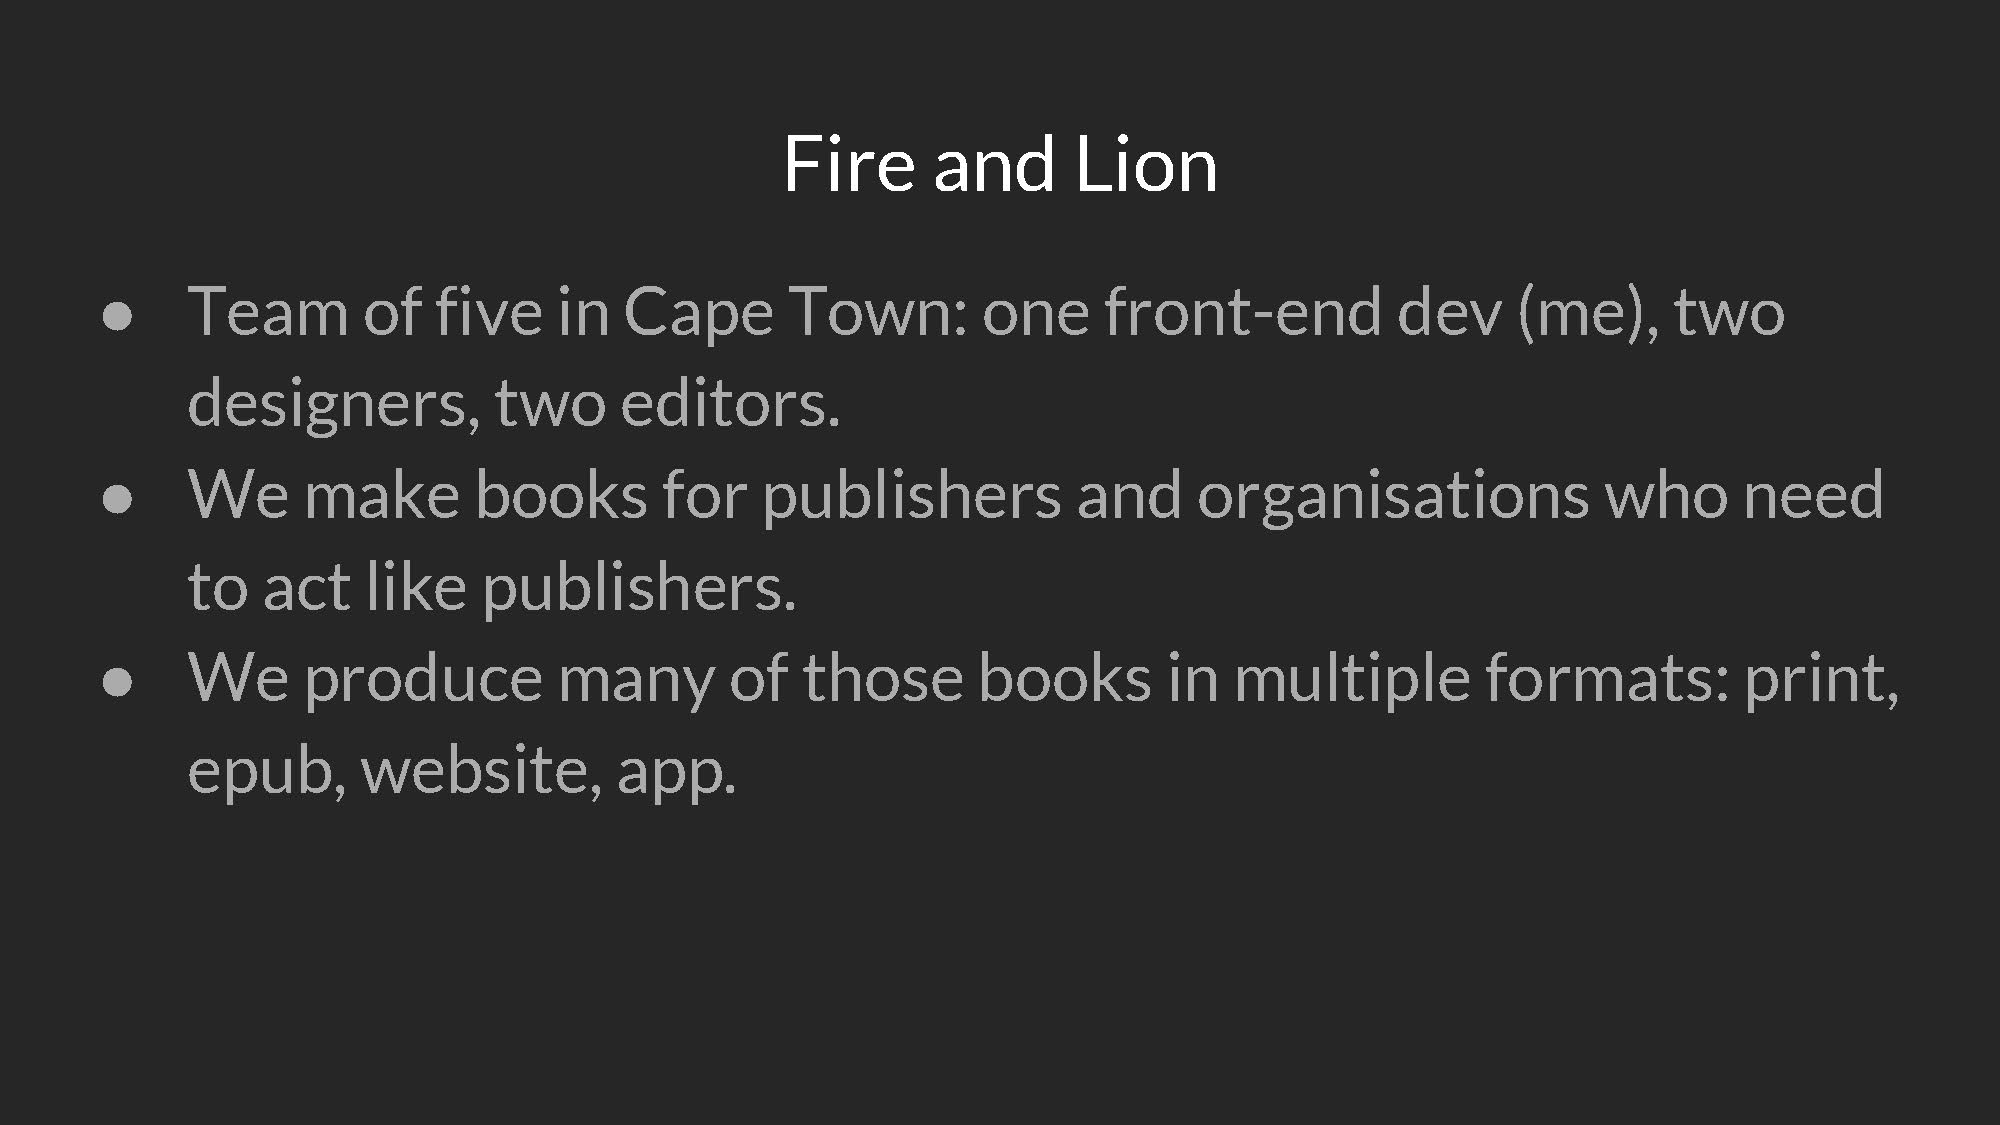 Fire and Lion
● Team of five in Cape Town: one front-end dev (me), two
designers, two editors.
● We make books for publishers and organisations who need
to act like publishers.
● We produce many of those books in multiple formats: print,
epub, website, app.